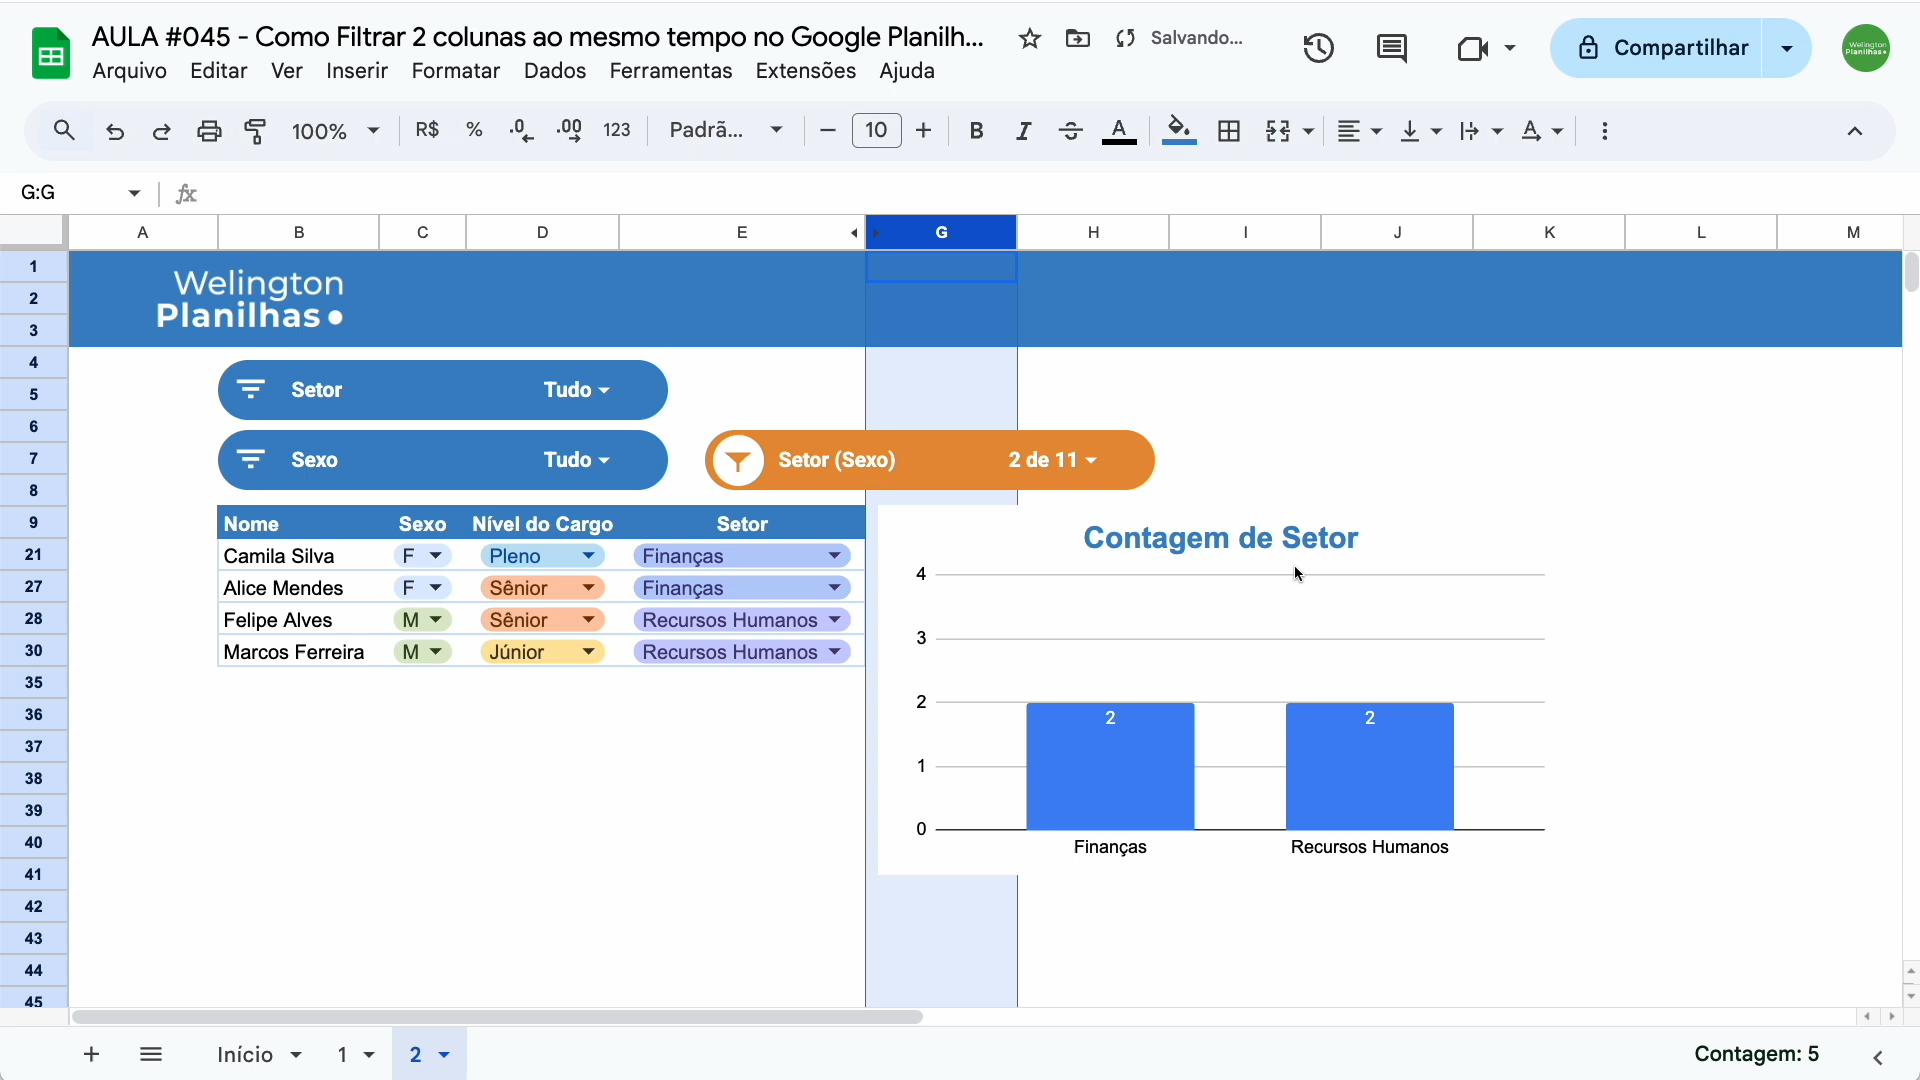 AULA #045 - Como Filtrar 2 colunas ao mesmo tempo no Google Planilh...
Salvando...
Compartilhar
Welington
Planilhas
Arquivo Editar Ver Inserir Formatar Dados Ferramentas Extensões Ajuda
100% R$ % .0 .00 123 Padrã... 10 B I A A
G:G fx
A B C D E G H I J K L M
1
Welington
2
Planilhas
3
4
5 Setor Tudo
6
7 Sexo Tudo Setor (Sexo) 2 de 11
8
9 Nome Sexo Nível do Cargo Setor
Contagem de Setor
21 Camila Silva F Pleno Finanças
27 Alice Mendes F Sênior Finanças
28 Felipe Alves M Sênior Recursos Humanos
30 Marcos Ferreira M Júnior Recursos Humanos
35
36
37
38
39
40
41
42
43
44
45
4
3
2
1
0
2 2
Finanças Recursos Humanos
Início 1 2
Contagem: 5